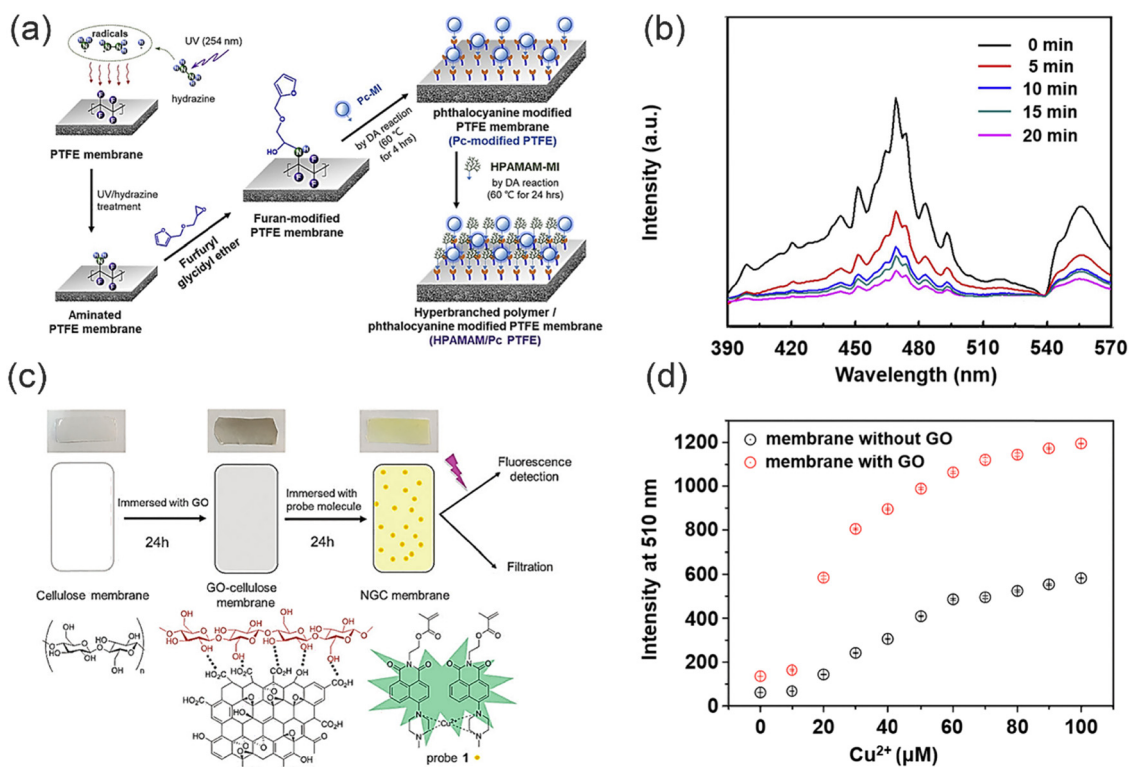 (a)
radicals
UV (254 nm)
hydrazine
PTFE membrane
UV/hydrazine
treatment
Aminated
PTFE membrane
Furfuryl
glycidyl ether
Furan-modified
PTFE membrane
Pc-MI
by DA reaction
(60 °C
for 4 hrs)
phthalocyanine modified
PTFE membrane
(Pc-modified PTFE)
HPAMAM-MI
by DA reaction
(60 °C for 24 hrs)
Hyperbranched polymer /
phthalocyanine modified PTFE membrane
(HPAMAM/Pc PTFE)
(b)
0 min
5 min
10 min
15 min
20 min
Intensity (a.u.)
390 420 450 480 510 540 570
Wavelength (nm)
(c)
Immersed with GO
24h
Immersed with
probe molecule
24h
Fluorescence
detection
Filtration
Cellulose membrane
GO-cellulose
membrane
NGC membrane
probe 1
(d)
membrane without GO
membrane with GO
Intensity at 510 nm
1200
1000
800
600
400
200
0
0 20 40 60 80 100
Cu²⁺ (μM)